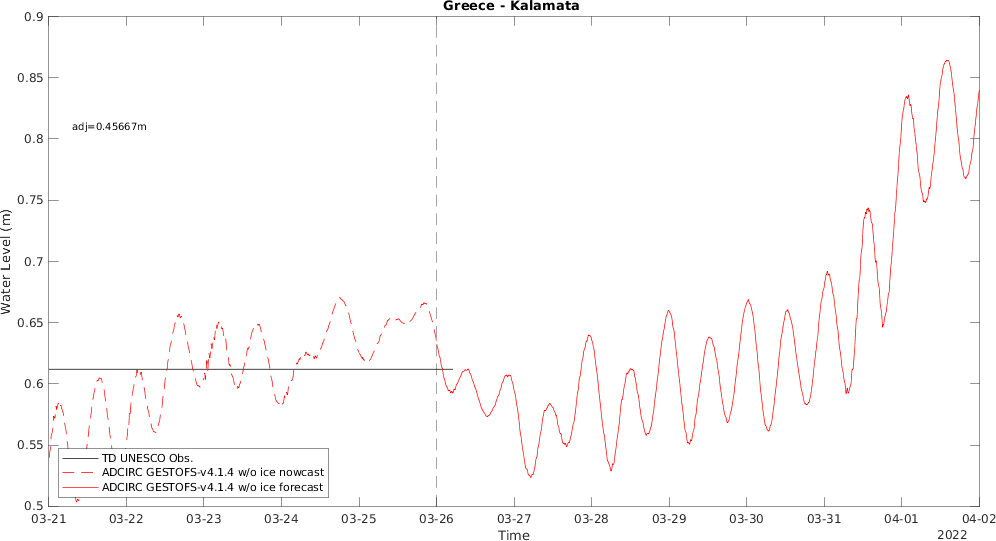 Greece - Kalamata
0.9
0.85
0.8
0.75
0.7
0.65
0.6
0.55
0.5
Water Level (m)
adj=0.45667m
TD UNESCO Obs.
ADCIRC GESTOFS-v4.1.4 w/o ice nowcast
ADCIRC GESTOFS-v4.1.4 w/o ice forecast
03-21 03-22 03-23 03-24 03-25 03-26 03-27 03-28 03-29 03-30 03-31 04-01 04-02
Time
2022